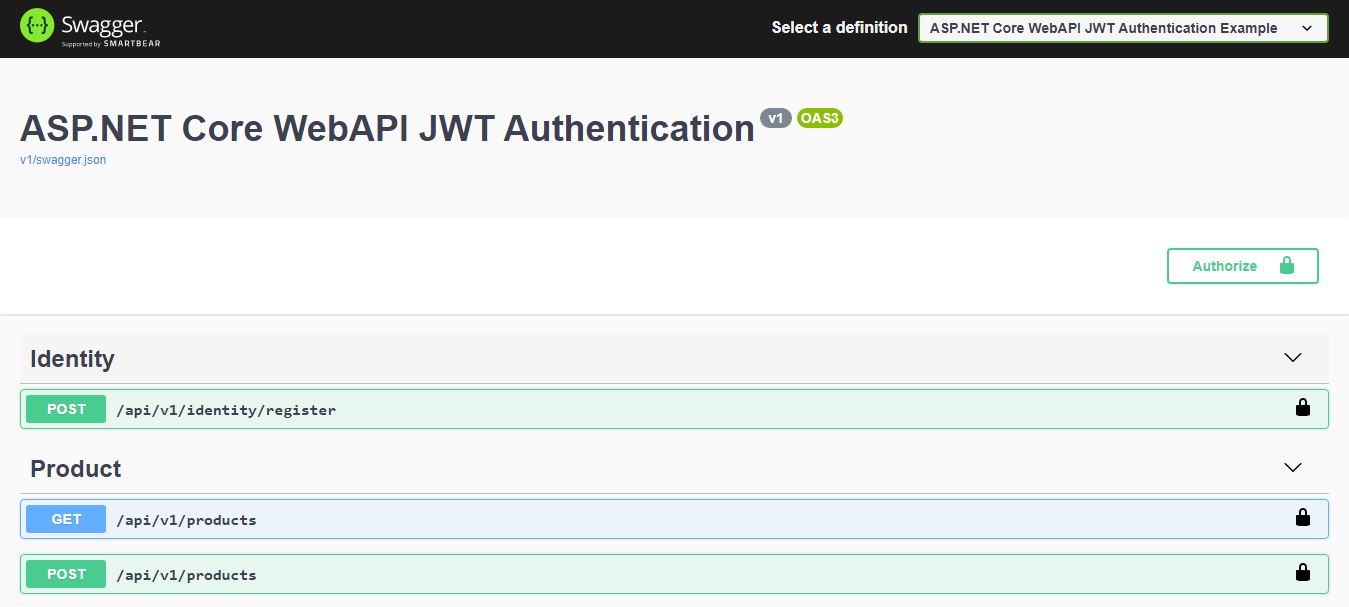 Swagger
Supported by SMARTBEAR
Select a definition
ASP.NET Core WebAPI JWT Authentication Example
ASP.NET Core WebAPI JWT Authentication v1 OAS3
v1/swagger.json
Authorize
Identity
POST /api/v1/identity/register
Product
GET /api/v1/products
POST /api/v1/products